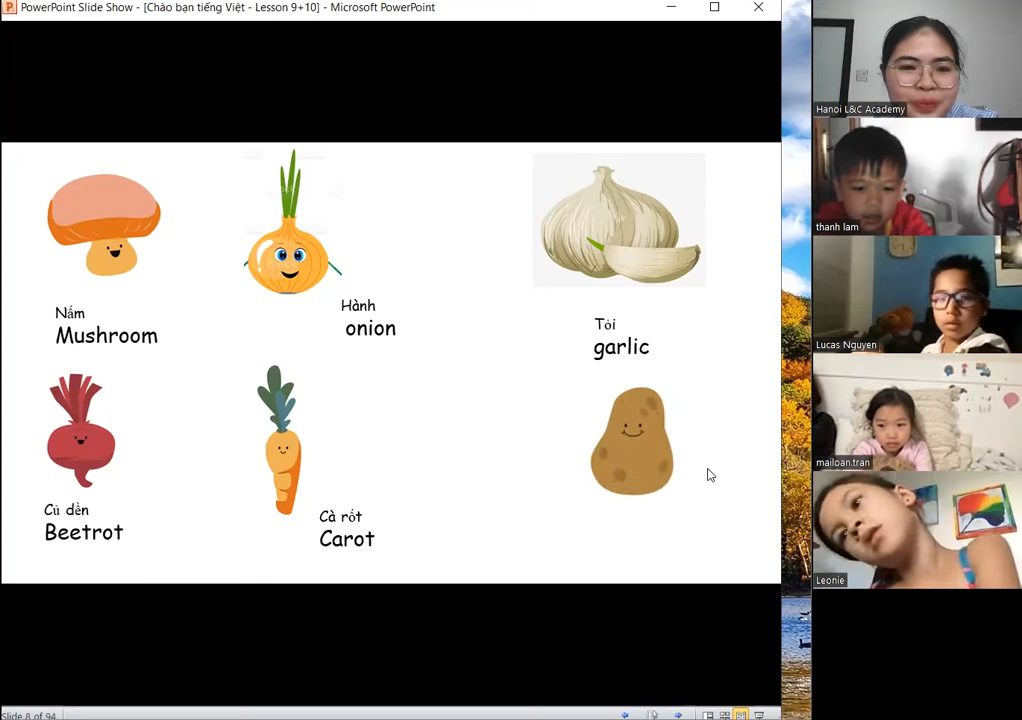 PowerPoint Slide Show - [Chào bạn tiếng Việt - Lesson 9+10] - Microsoft PowerPoint
Nấm
Mushroom
Hành
onion
Tỏi
garlic
Củ dền
Beetrot
Cà rốt
Carot
Hanoi L&C Academy
thanh lam
Lucas Nguyen
mailoan.tran
Leonie
Slide 8 of 94